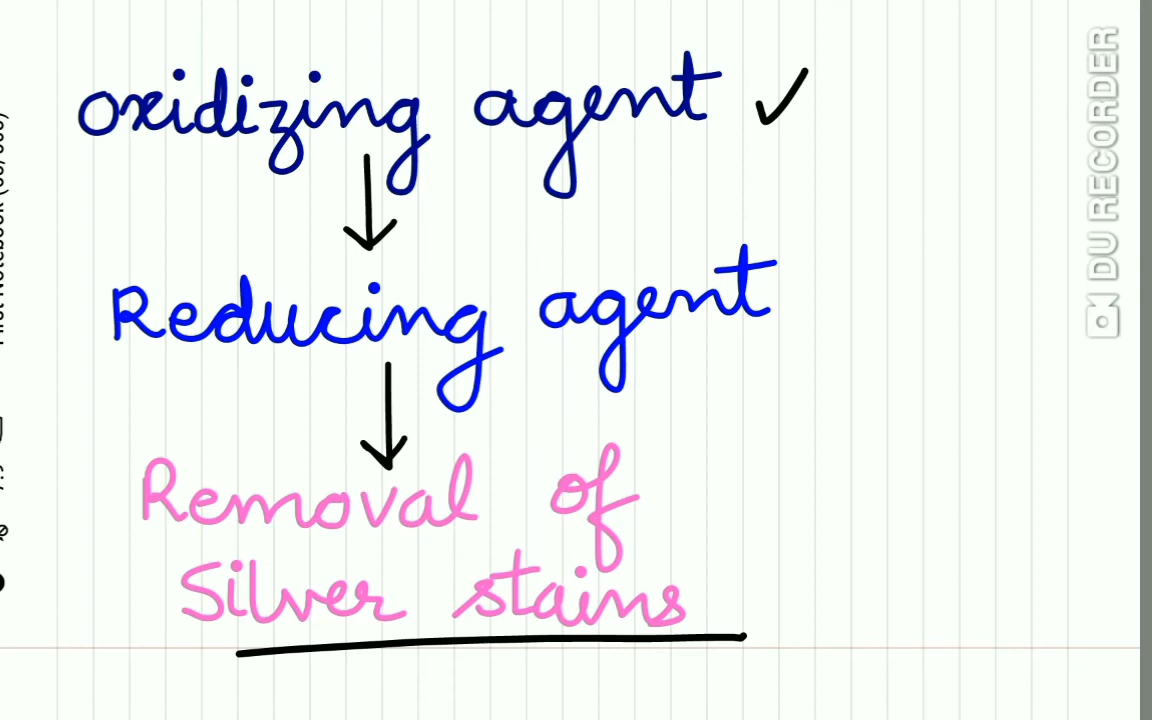 oxidizing agent ✓
↓
Reducing agent
↓
Removal of
Silver stains
DU RECORDER